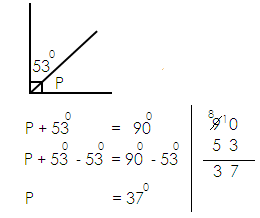 53⁰
P
P + 53⁰ = 90⁰
P + 53⁰ - 53⁰ = 90⁰ - 53⁰
P = 37⁰
8 1
9 0
5 3
3 7